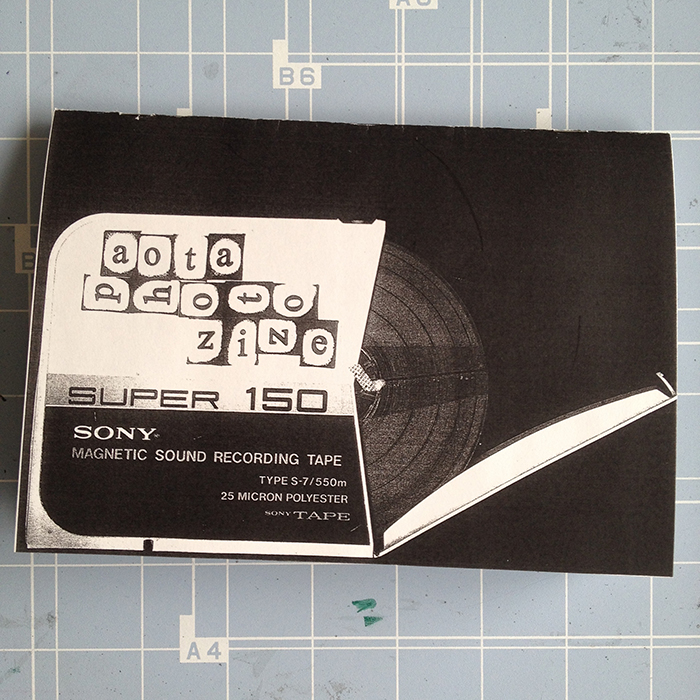 B6
aota
photo
zine
SUPER 150
SONY
MAGNETIC SOUND RECORDING TAPE
TYPE S-7/550m
25 MICRON POLYESTER
SONY TAPE
A4